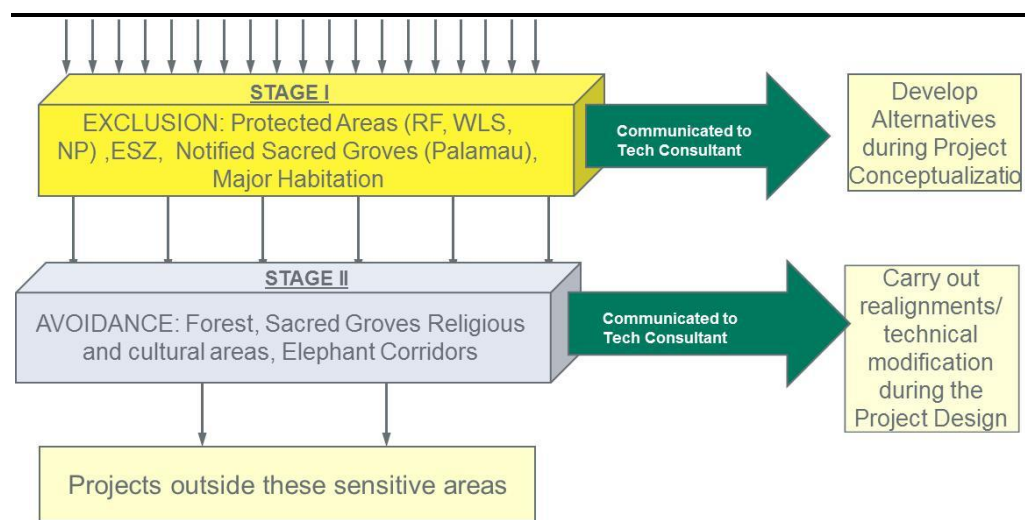 STAGE I
EXCLUSION: Protected Areas (RF, WLS,
NP) ,ESZ, Notified Sacred Groves (Palamau),
Major Habitation
Communicated to
Tech Consultant
Develop
Alternatives
during Project
Conceptualizatio
STAGE II
AVOIDANCE: Forest, Sacred Groves Religious
and cultural areas, Elephant Corridors
Communicated to
Tech Consultant
Carry out
realignments/
technical
modification
during the
Project Design
Projects outside these sensitive areas